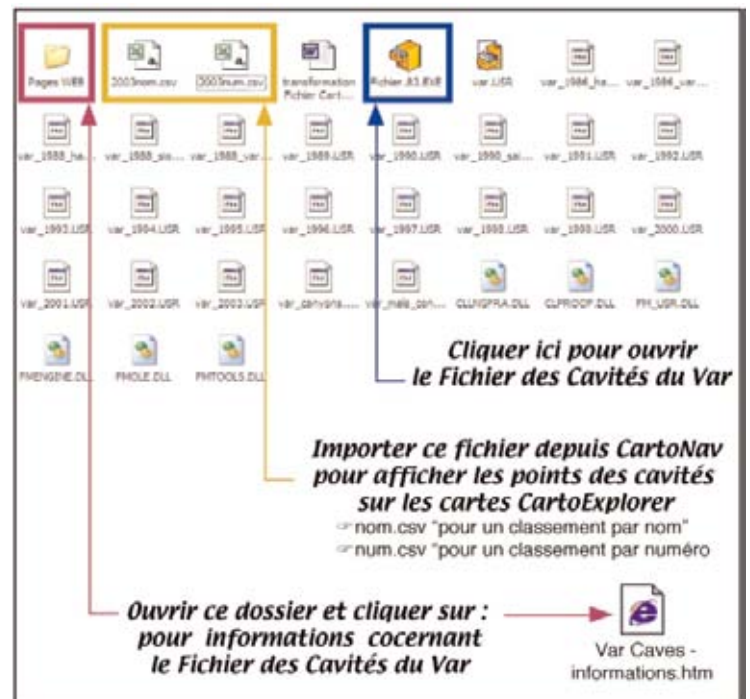 Pages WEB 2003nom.csv 2003num.csv transformation Fichier Cart... Fichier 83.EXE var.USR var_1986_ha... var_1986_var...
var_1988_ha... var_1988_sis... var_1988_var... var_1989.USR var_1990.USR var_1990_sai... var_1991.USR var_1992.USR
var_1993.USR var_1994.USR var_1995.USR var_1996.USR var_1997.USR var_1998.USR var_1999.USR var_2000.USR
var_2001.USR var_2002.USR var_2003.USR var_canyons.... var_mais_con... CLPROOF.DLL FM_USR.DLL
FMENGINE.DLL FMOLE.DLL FMTOOLS.DLL
Cliquer ici pour ouvrir
le Fichier des Cavités du Var
Importer ce fichier depuis CartoNav
pour afficher les points des cavités
sur les cartes CartoExplorer
☞nom.csv “pour un classement par nom”
☞num.csv “pour un classement par numéro
Ouvrir ce dossier et cliquer sur :
pour informations cocernant
le Fichier des Cavités du Var
Var Caves -
informations.htm